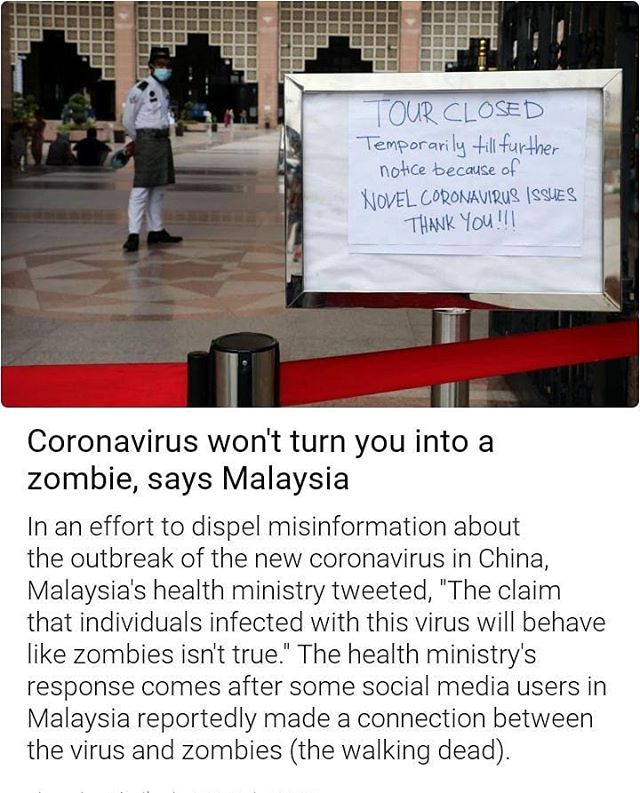 TOUR CLOSED
Temporarily till further
notice because of
NOVEL CORONAVIRUS ISSUES
THANK YOU!!!
Coronavirus won't turn you into a
zombie, says Malaysia
In an effort to dispel misinformation about
the outbreak of the new coronavirus in China,
Malaysia's health ministry tweeted, "The claim
that individuals infected with this virus will behave
like zombies isn't true." The health ministry's
response comes after some social media users in
Malaysia reportedly made a connection between
the virus and zombies (the walking dead).